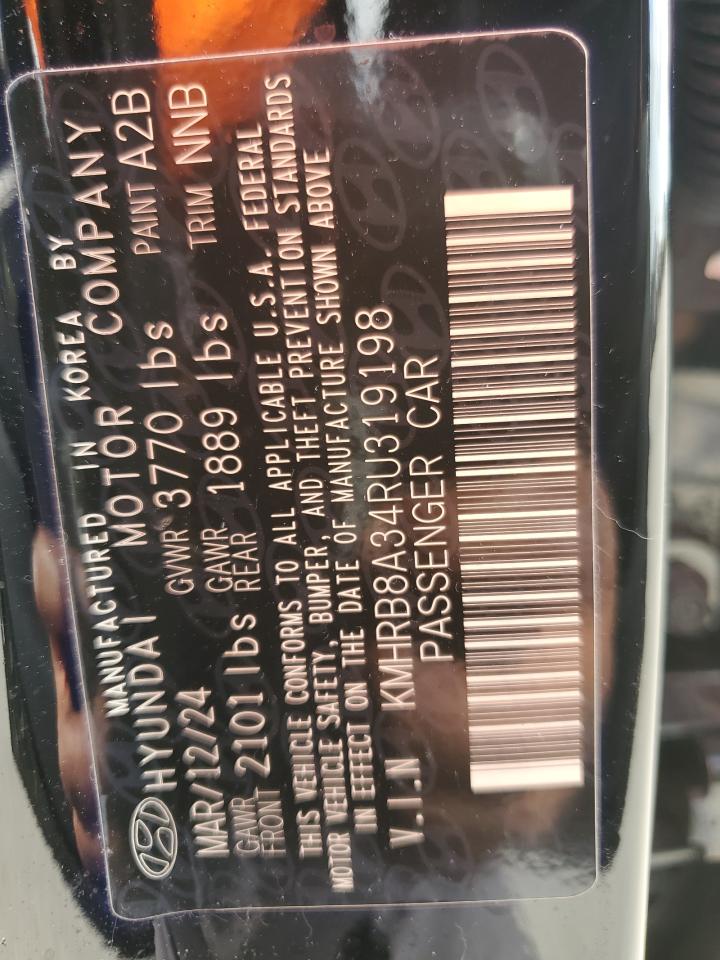 MANUFACTURED IN KOREA BY
HYUNDAI MOTOR COMPANY
MAR/12/24 GVWR 3770 lbs PAINT A2B
GAWR FRONT 2101 lbs GAWR REAR 1889 lbs TRIM NNB
THIS VEHICLE CONFORMS TO ALL APPLICABLE U.S.A. FEDERAL
MOTOR VEHICLE SAFETY, BUMPER, AND THEFT PREVENTION STANDARDS
IN EFFECT ON THE DATE OF MANUFACTURE SHOWN ABOVE
V.I.N KMHRB8A34RU319198
PASSENGER CAR